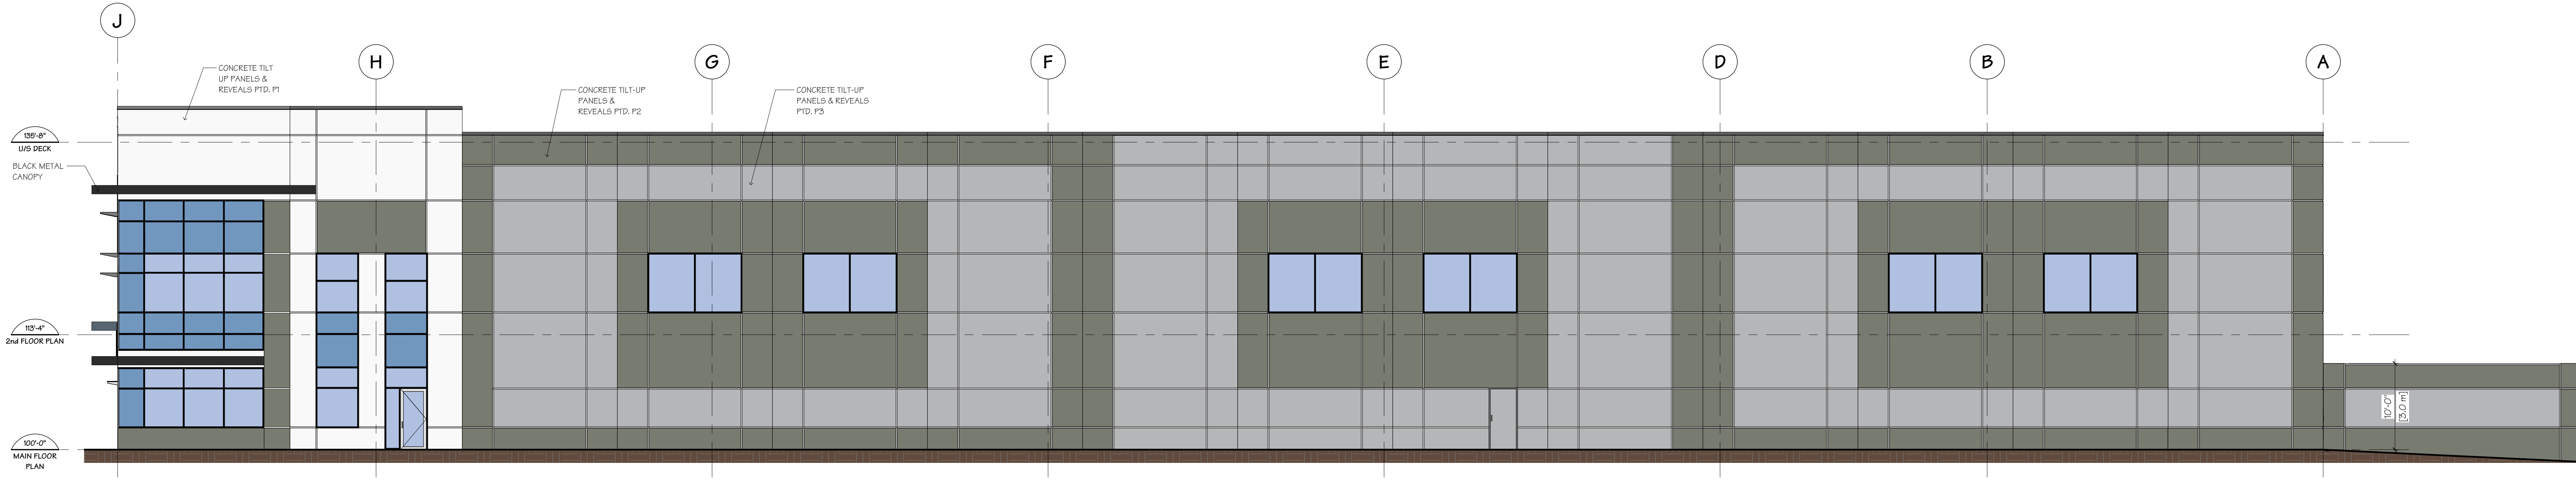 J
H
G
F
E
D
B
A
CONCRETE TILT
UP PANELS &
REVEALS PTD. P1
CONCRETE TILT-UP
PANELS &
REVEALS PTD. P2
CONCRETE TILT-UP
PANELS & REVEALS
PTD. P3
135'-8"
U/S DECK
BLACK METAL
CANOPY
113'-4"
2nd FLOOR PLAN
100'-0"
MAIN FLOOR
PLAN
10'-0"
[3.0 m]